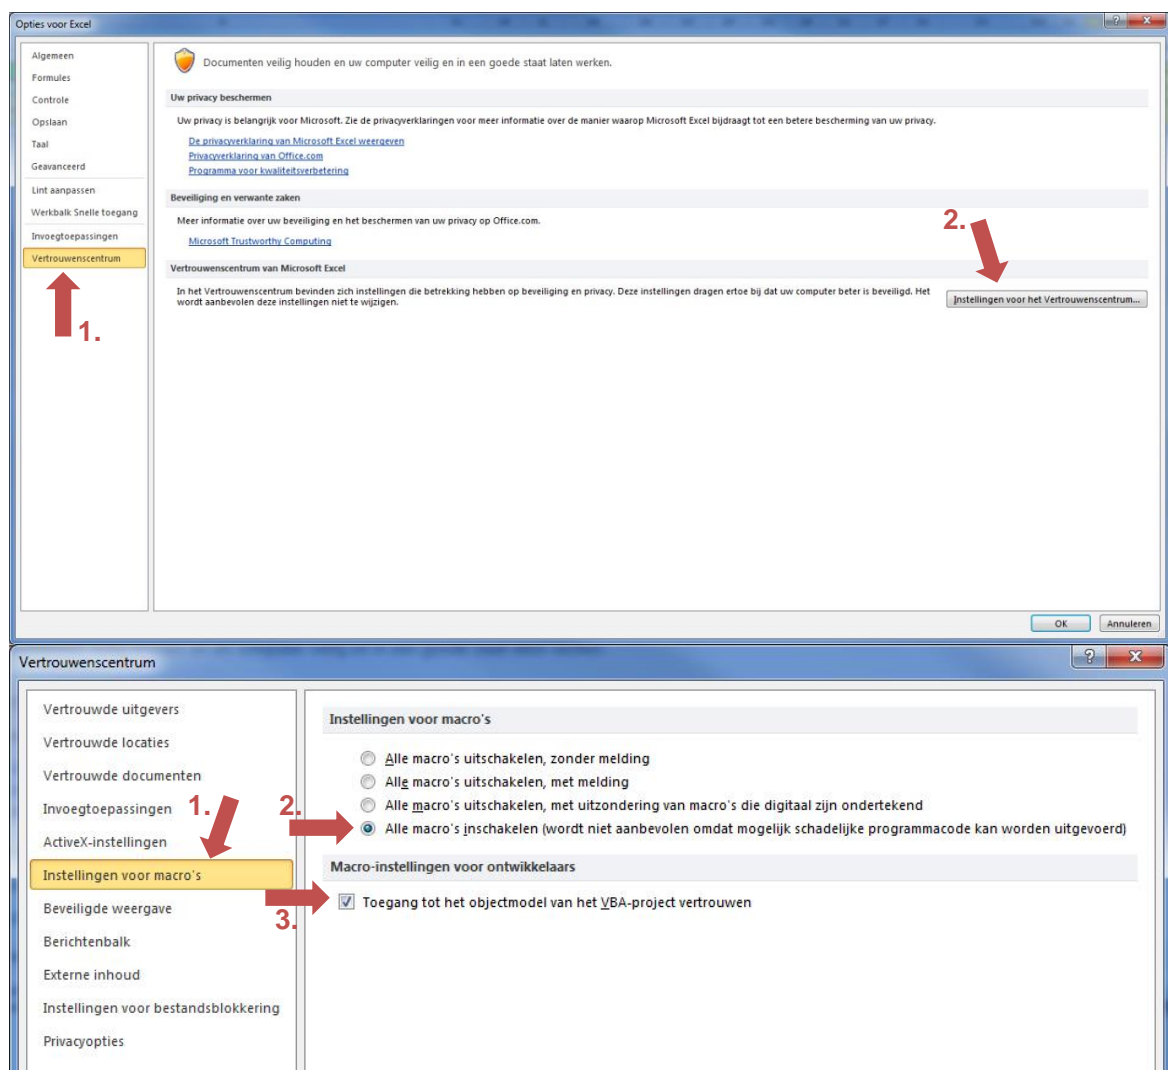 Opties voor Excel
Algemeen
Formules
Controle
Opslaan
Taal
Geavanceerd
Lint aanpassen
Werkbalk Snelle toegang
Invoegtoepassingen
Vertrouwenscentrum
1.
Documenten veilig houden en uw computer veilig en in een goede staat laten werken.
Uw privacy beschermen
Uw privacy is belangrijk voor Microsoft. Zie de privacyverklaringen voor meer informatie over de manier waarop Microsoft Excel bijdraagt tot een betere bescherming van uw privacy.
De privacyverklaring van Microsoft Excel weergeven
Privacyverklaring van Office.com
Programma voor kwaliteitsverbetering
Beveiliging en verwante zaken
Meer informatie over uw beveiliging en het beschermen van uw privacy op Office.com.
Microsoft Trustworthy Computing
2.
Vertrouwenscentrum van Microsoft Excel
In het Vertrouwenscentrum bevinden zich instellingen die betrekking hebben op beveiliging en privacy. Deze instellingen dragen ertoe bij dat uw computer beter is beveiligd. Het
wordt aanbevolen deze instellingen niet te wijzigen.
Instellingen voor het Vertrouwenscentrum...
OK
Annuleren
Vertrouwenscentrum
Vertrouwde uitgevers
Vertrouwde locaties
Vertrouwde documenten
Invoegtoepassingen
ActiveX-instellingen
Instellingen voor macro's
Beveiligde weergave
Berichtenbalk
Externe inhoud
Instellingen voor bestandsblokkering
Privacyopties
1.
2.
3.
Instellingen voor macro's
Alle macro's uitschakelen, zonder melding
Alle macro's uitschakelen, met melding
Alle macro's uitschakelen, met uitzondering van macro's die digitaal zijn ondertekend
Alle macro's inschakelen (wordt niet aanbevolen omdat mogelijk schadelijke programmacode kan worden uitgevoerd)
Macro-instellingen voor ontwikkelaars
Toegang tot het objectmodel van het VBA-project vertrouwen